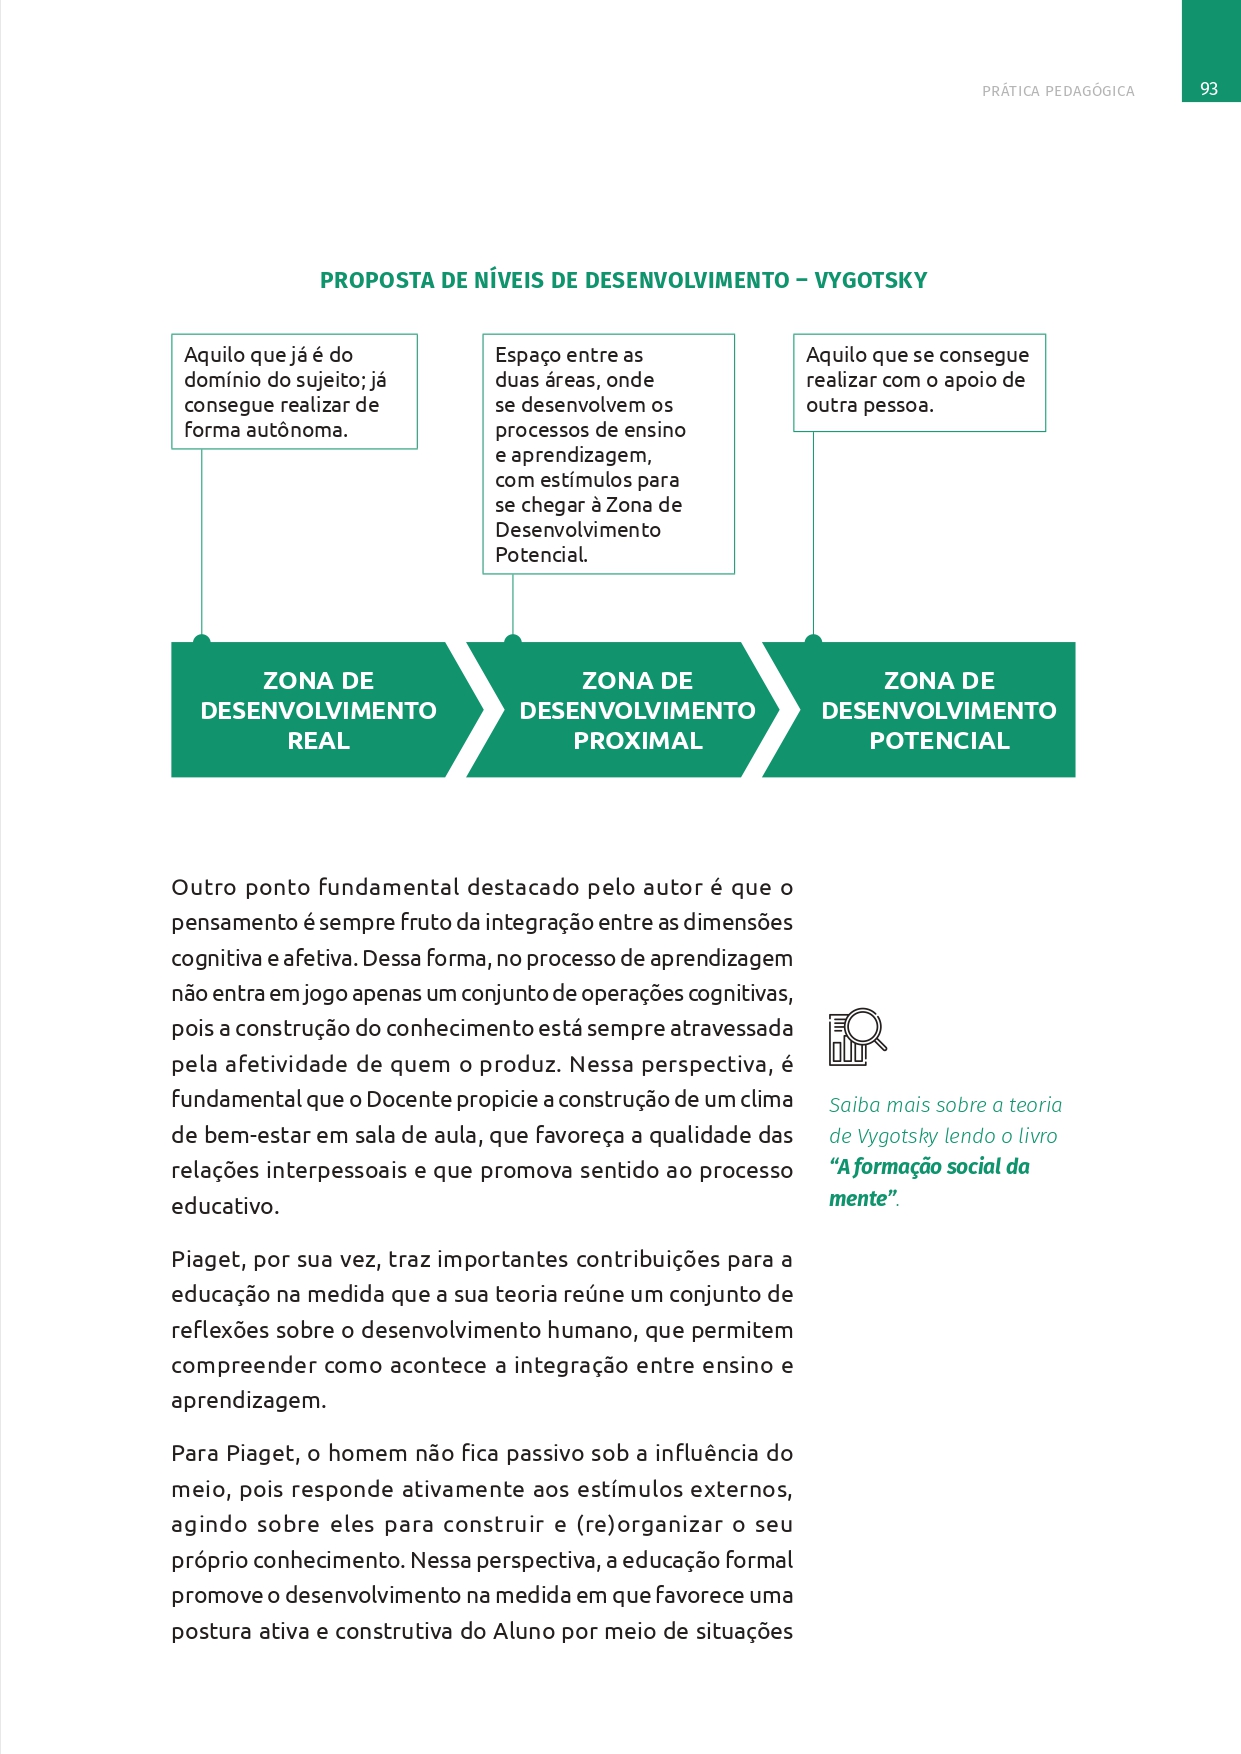 PRÁTICA PEDAGÓGICA
93
PROPOSTA DE NÍVEIS DE DESENVOLVIMENTO – VYGOTSKY
Aquilo que já é do
domínio do sujeito; já
consegue realizar de
forma autônoma.
Espaço entre as
duas áreas, onde
se desenvolvem os
processos de ensino
e aprendizagem,
com estímulos para
se chegar à Zona de
Desenvolvimento
Potencial.
Aquilo que se consegue
realizar com o apoio de
outra pessoa.
ZONA DE
DESENVOLVIMENTO
REAL
ZONA DE
DESENVOLVIMENTO
PROXIMAL
ZONA DE
DESENVOLVIMENTO
POTENCIAL
Outro ponto fundamental destacado pelo autor é que o
pensamento é sempre fruto da integração entre as dimensões
cognitiva e afetiva. Dessa forma, no processo de aprendizagem
não entra em jogo apenas um conjunto de operações cognitivas,
pois a construção do conhecimento está sempre atravessada
pela afetividade de quem o produz. Nessa perspectiva, é
fundamental que o Docente propicie a construção de um clima
de bem-estar em sala de aula, que favoreça a qualidade das
relações interpessoais e que promova sentido ao processo
educativo.
Saiba mais sobre a teoria
de Vygotsky lendo o livro
“A formação social da
mente”.
Piaget, por sua vez, traz importantes contribuições para a
educação na medida que a sua teoria reúne um conjunto de
reflexões sobre o desenvolvimento humano, que permitem
compreender como acontece a integração entre ensino e
aprendizagem.
Para Piaget, o homem não fica passivo sob a influência do
meio, pois responde ativamente aos estímulos externos,
agindo sobre eles para construir e (re)organizar o seu
próprio conhecimento. Nessa perspectiva, a educação formal
promove o desenvolvimento na medida em que favorece uma
postura ativa e construtiva do Aluno por meio de situações